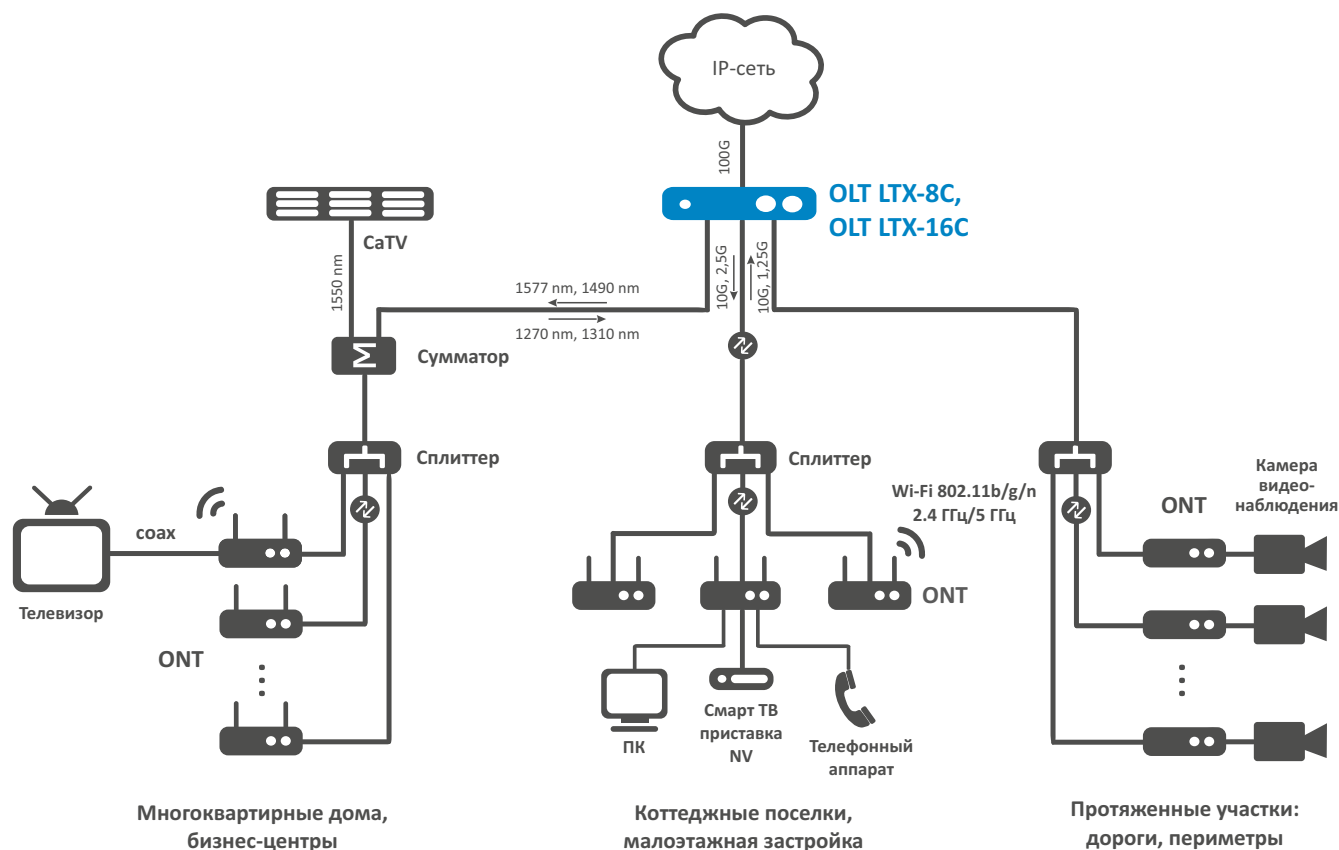 IP-сеть
100G
OLT LTX-8C,
OLT LTX-16C
CaTV
1550 nm
1577 nm, 1490 nm
1270 nm, 1310 nm
10G, 2,5G
10G, 1,25G
Сумматор
Сплиттер
Сплиттер
Wi-Fi 802.11b/g/n
2.4 ГГц/5 ГГц
Камера
видео-
наблюдения
ONT
coax
Телевизор
ONT
ONT
ПК
Смарт ТВ
приставка
NV
Телефонный
аппарат
Многоквартирные дома,
бизнес-центры
Коттеджные поселки,
малоэтажная застройка
Протяженные участки:
дороги, периметры